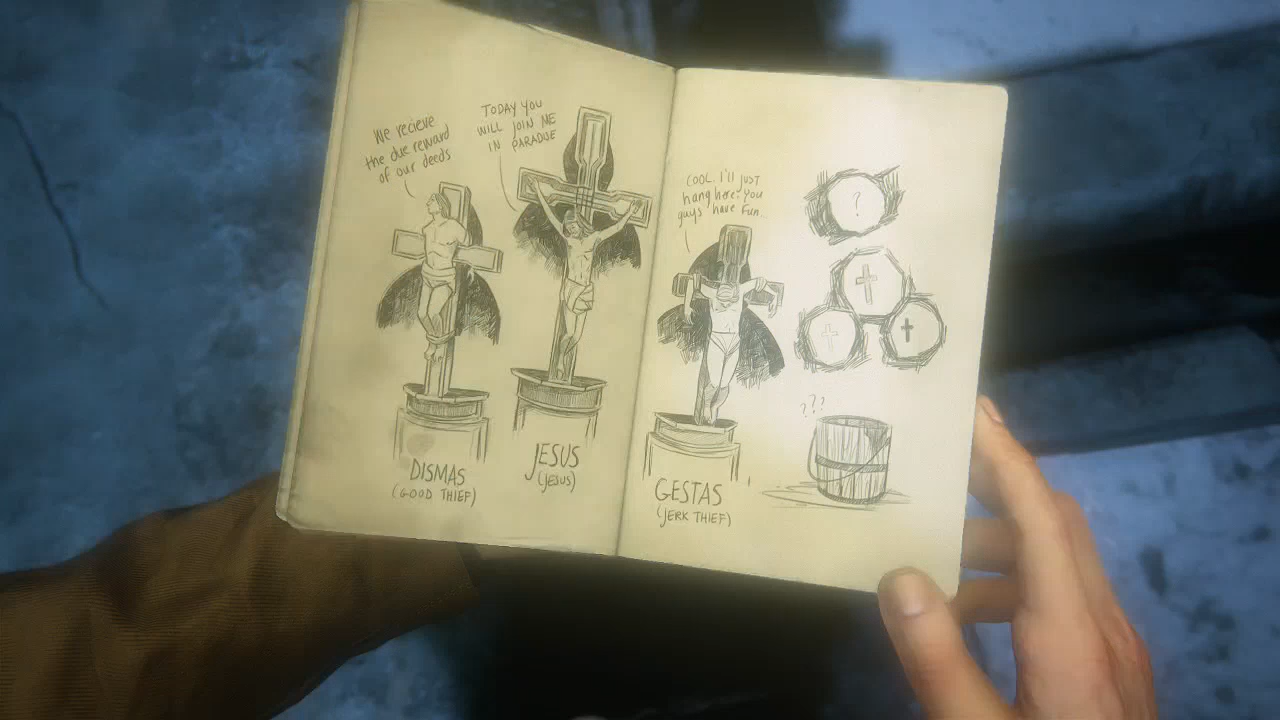 We recieve
the due reward
of our deeds
TODAY YOU
WILL JOIN ME
IN PARADISE
COOL. I'll JUST
hang here. You
guys have fun...
?
???
DISMAS
(GOOD THIEF)
JESUS
(JESUS)
GESTAS
(JERK THIEF)